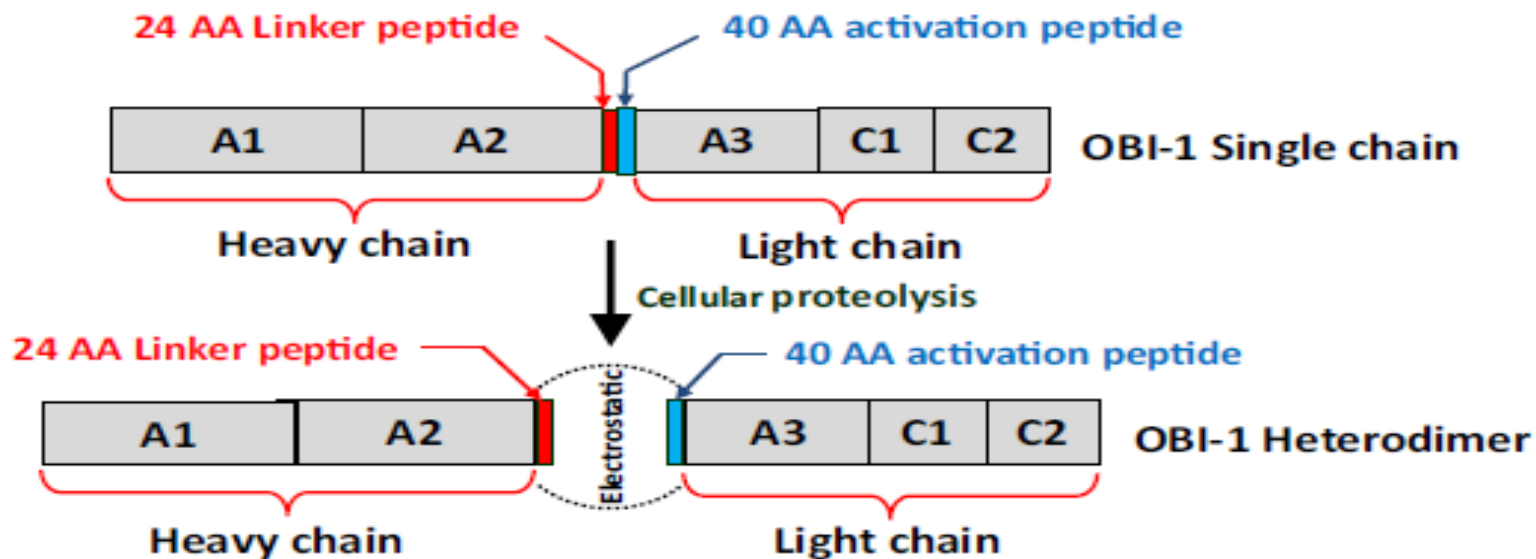 24 AA Linker peptide
40 AA activation peptide
A1
A2
A3
C1
C2
OBI-1 Single chain
Heavy chain
Light chain
Cellular proteolysis
24 AA Linker peptide
40 AA activation peptide
Electrostatic
A1
A2
A3
C1
C2
OBI-1 Heterodimer
Heavy chain
Light chain